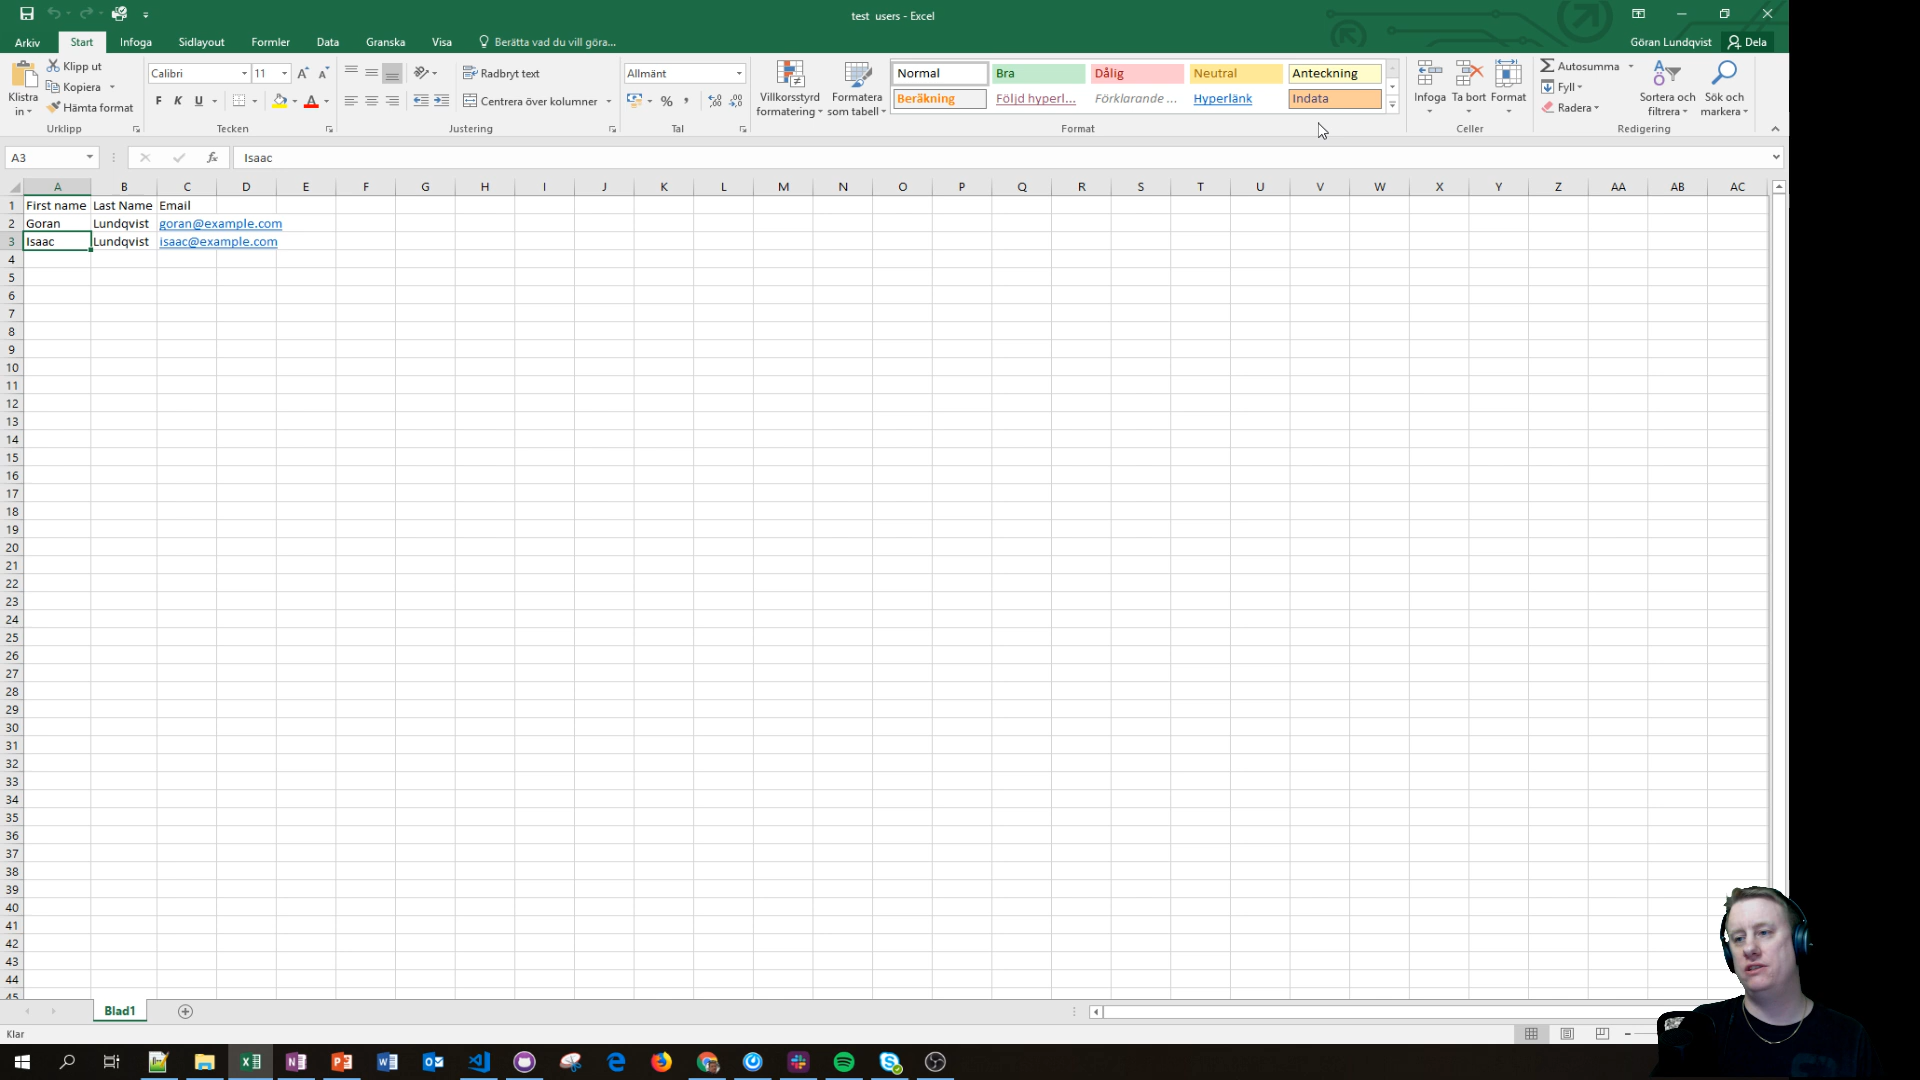 test users - Excel
Arkiv Start Infoga Sidlayout Formler Data Granska Visa Berätta vad du vill göra... Göran Lundqvist Dela
Klistra in
Klipp ut
Kopiera
Hämta format
Urklipp
Calibri 11
F K U
Tecken
Radbryt text
Centrera över kolumner
Justering
Allmänt
%
Tal
Villkorsstyrd formatering
Formatera som tabell
Normal Bra Dålig Neutral Anteckning
Beräkning Följd hyperl... Förklarande ... Hyperlänk Indata
Format
Infoga Ta bort Format
Celler
Autosumma
Fyll
Radera
Sortera och filtrera
Sök och markera
Redigering
A3 fx Isaac
A B C D E F G H I J K L M N O P Q R S T U V W X Y Z AA AB AC
1 First name Last Name Email
2 Goran Lundqvist goran@example.com
3 Isaac Lundqvist isaac@example.com
4
5
6
7
8
9
10
11
12
13
14
15
16
17
18
19
20
21
22
23
24
25
26
27
28
29
30
31
32
33
34
35
36
37
38
39
40
41
42
43
44
45
Blad1
Klar